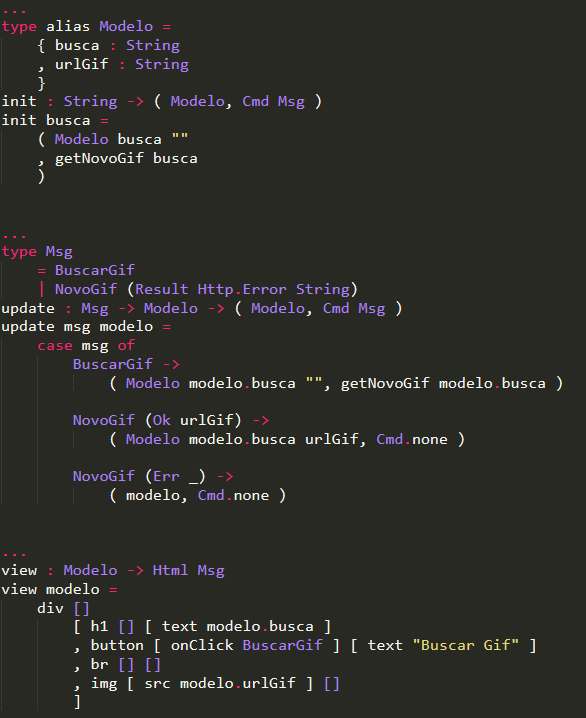 ...
type alias Modelo =
    { busca : String
    , urlGif : String
    }
init : String -> ( Modelo, Cmd Msg )
init busca =
    ( Modelo busca ""
    , getNovoGif busca
    )
...
type Msg
    = BuscarGif
    | NovoGif (Result Http.Error String)
update : Msg -> Modelo -> ( Modelo, Cmd Msg )
update msg modelo =
    case msg of
        BuscarGif ->
            ( Modelo modelo.busca "", getNovoGif modelo.busca )
        NovoGif (Ok urlGif) ->
            ( Modelo modelo.busca urlGif, Cmd.none )
        NovoGif (Err _) ->
            ( modelo, Cmd.none )
...
view : Modelo -> Html Msg
view modelo =
    div []
        [ h1 [] [ text modelo.busca ]
        , button [ onClick BuscarGif ] [ text "Buscar Gif" ]
        , br [] []
        , img [ src modelo.urlGif ] []
        ]